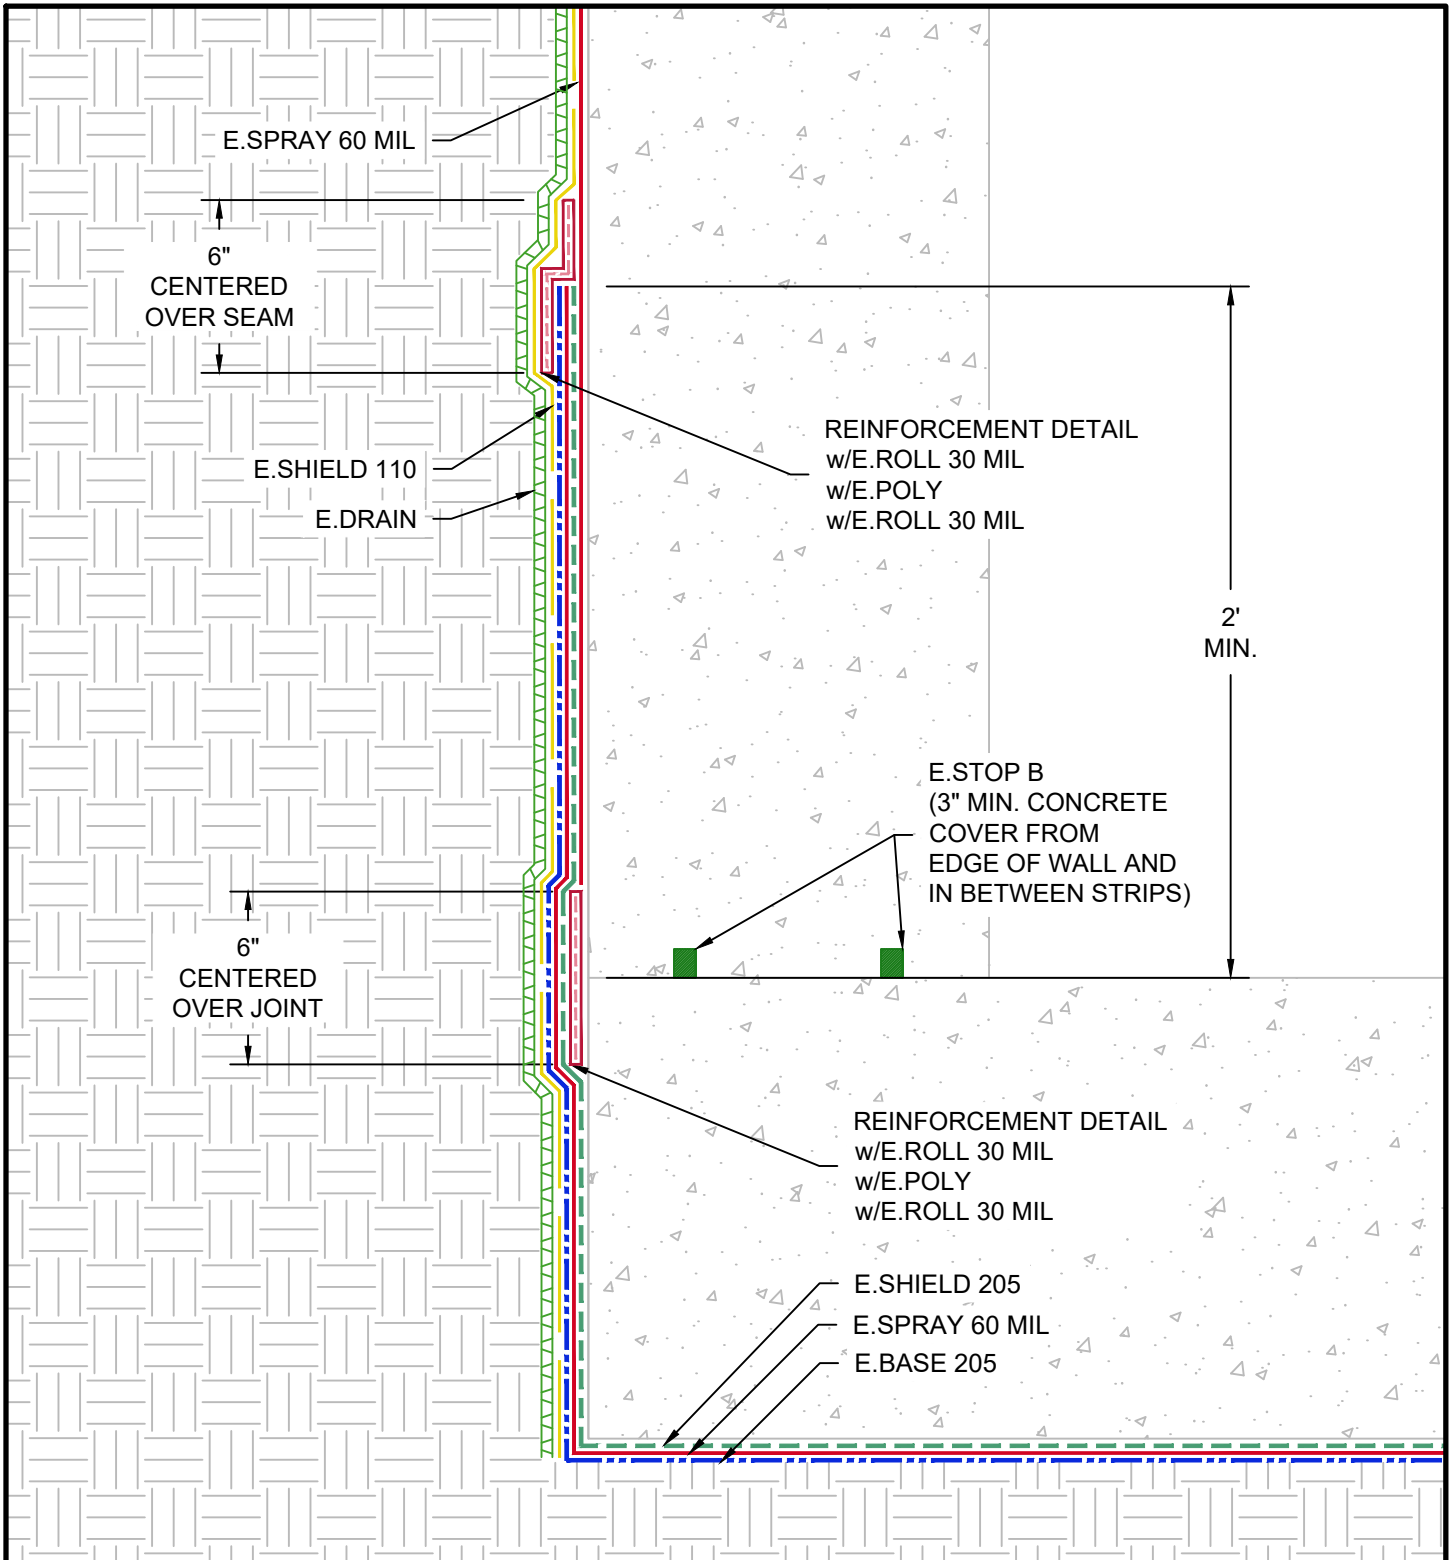 E.SPRAY 60 MIL
6"
CENTERED
OVER SEAM
REINFORCEMENT DETAIL
w/E.ROLL 30 MIL
w/E.POLY
w/E.ROLL 30 MIL
E.SHIELD 110
E.DRAIN
2'
MIN.
E.STOP B
(3" MIN. CONCRETE
COVER FROM
EDGE OF WALL AND
IN BETWEEN STRIPS)
6"
CENTERED
OVER JOINT
REINFORCEMENT DETAIL
w/E.ROLL 30 MIL
w/E.POLY
w/E.ROLL 30 MIL
E.SHIELD 205
E.SPRAY 60 MIL
E.BASE 205